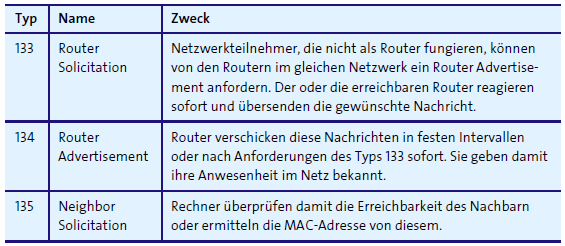 Typ Name Zweck
133 Router Solicitation Netzwerkteilnehmer, die nicht als Router fungieren, können
von den Routern im gleichen Netzwerk ein Router Advertise-
ment anfordern. Der oder die erreichbaren Router reagieren
sofort und übersenden die gewünschte Nachricht.
134 Router Advertisement Router verschicken diese Nachrichten in festen Intervallen
oder nach Anforderungen des Typs 133 sofort. Sie geben damit
ihre Anwesenheit im Netz bekannt.
135 Neighbor Solicitation Rechner überprüfen damit die Erreichbarkeit des Nachbarn
oder ermitteln die MAC-Adresse von diesem.